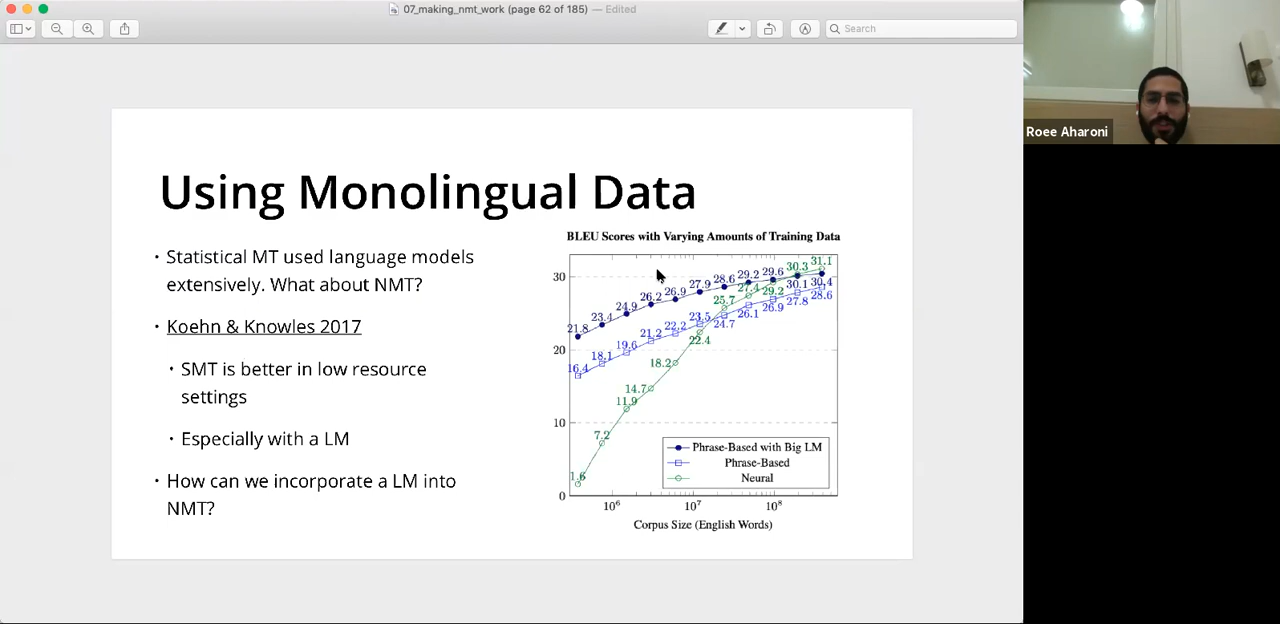 07_making_nmt_work (page 62 of 185) — Edited
Search
Roee Aharoni
Using Monolingual Data
• Statistical MT used language models
extensively. What about NMT?
• Koehn & Knowles 2017
• SMT is better in low resource
settings
• Especially with a LM
• How can we incorporate a LM into
NMT?
BLEU Scores with Varying Amounts of Training Data
30
20
10
0
21.8 23.4 24.9 26.2 26.9 27.9 28.6 29.2 29.6 30.1 30.4
16.4 18.1 19.6 21.2 22.2 23.5 24.7 26.1 26.9 27.8 28.6
1.6 7.2 11.9 14.7 18.2 22.4 25.7 27.4 29.2 30.3 31.1
Phrase-Based with Big LM
Phrase-Based
Neural
10⁶ 10⁷ 10⁸
Corpus Size (English Words)